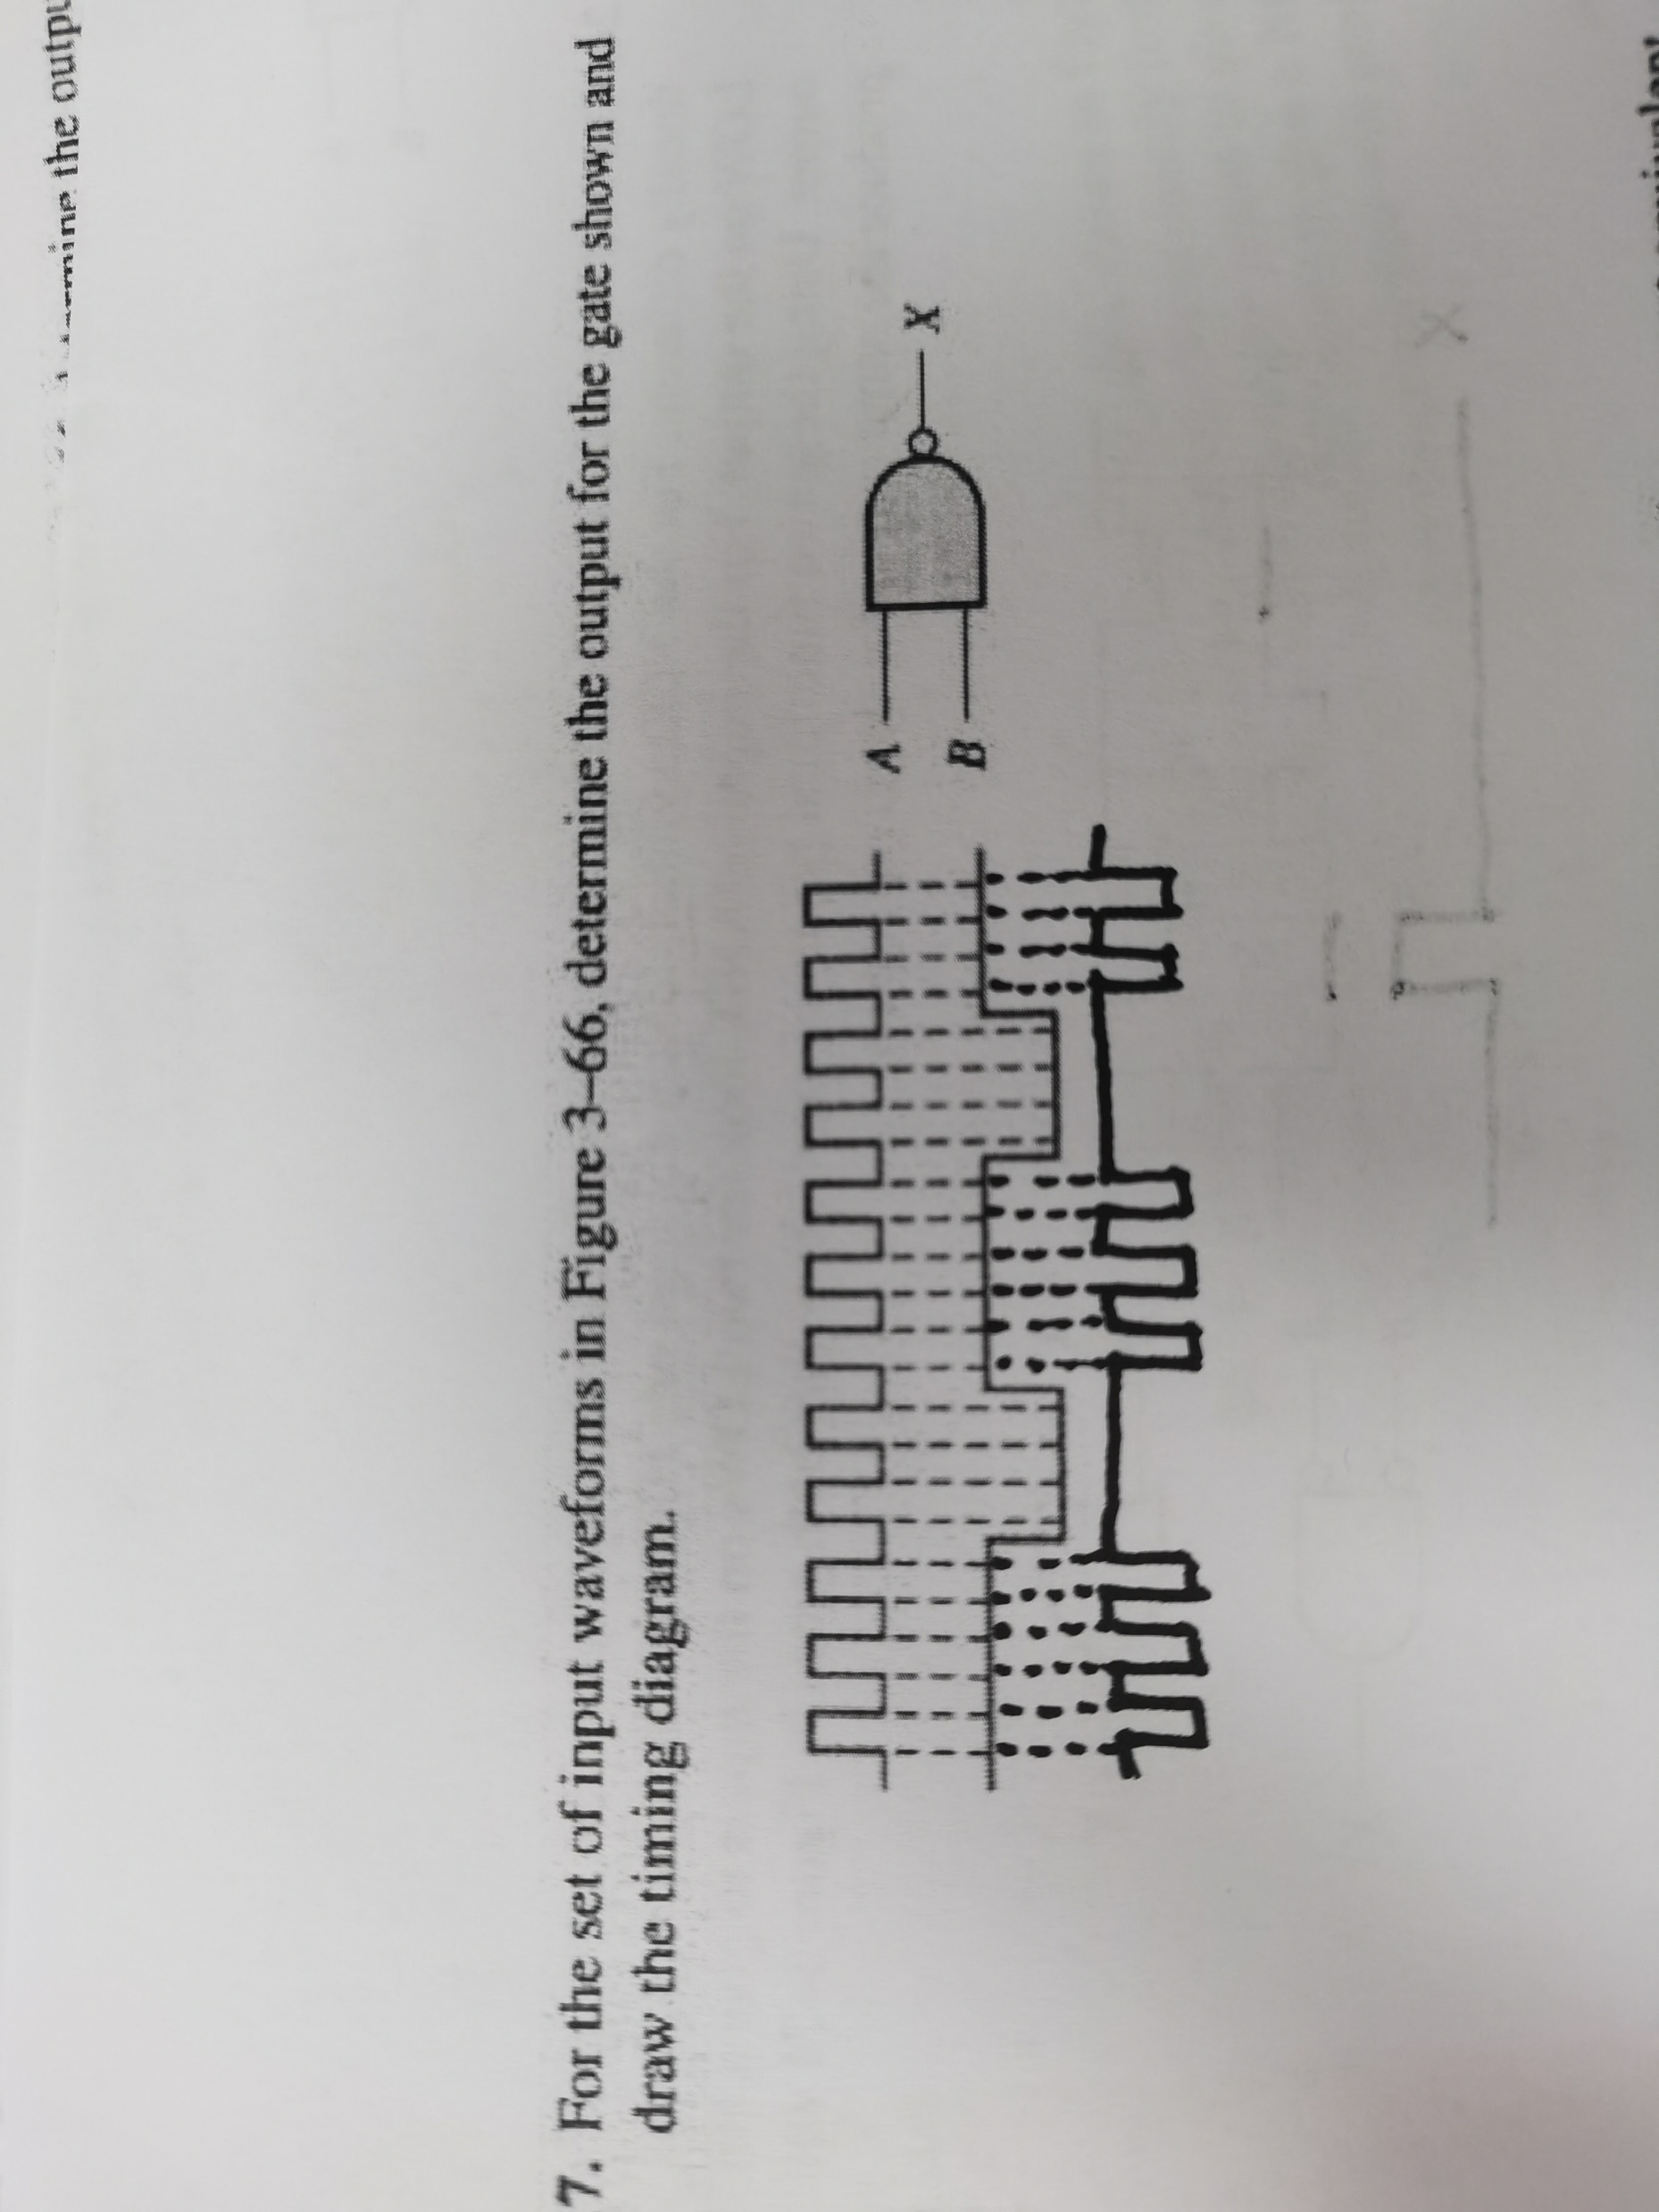 the outpu
7. For the set of input waveforms in Figure 3–66, determine the output for the gate shown and
draw the timing diagram.
A
B
X
X